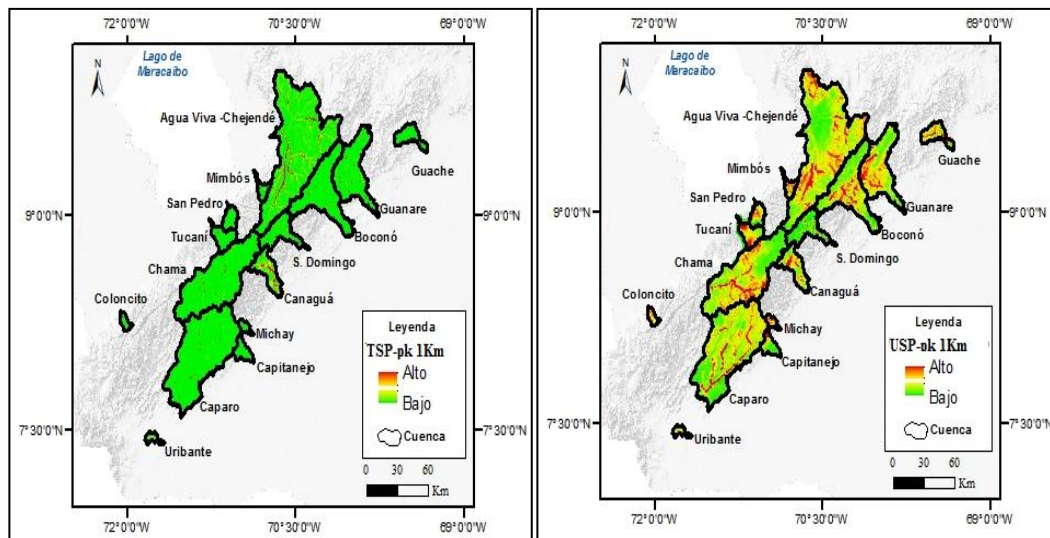 72°0'0"W 70°30'0"W 69°0'0"W
Lago de
Maracaibo
N
Agua Viva -Chejendé
Guache
Mimbós
San Pedro
Guanare
9°0'0"N
9°0'0"N
Tucaní
Boconó
S. Domingo
Chama
Canaguá
Coloncito
Michay
Capitanejo
Caparo
Uribante
Leyenda
TSP-pk 1Km
Alto
Bajo
Cuenca
0 30 60
Km
7°30'0"N
7°30'0"N
72°0'0"W 70°30'0"W 69°0'0"W
72°0'0"W 70°30'0"W 69°0'0"W
Lago de
Maracaibo
N
Agua Viva -Chejendé
Guache
Mimbós
San Pedro
Guanare
9°0'0"N
9°0'0"N
Tucaní
Boconó
S. Domingo
Chama
Canaguá
Coloncito
Michay
Capitanejo
Caparo
Uribante
Leyenda
USP-pk 1Km
Alto
Bajo
Cuenca
0 30 60
Km
7°30'0"N
7°30'0"N
72°0'0"W 70°30'0"W 69°0'0"W